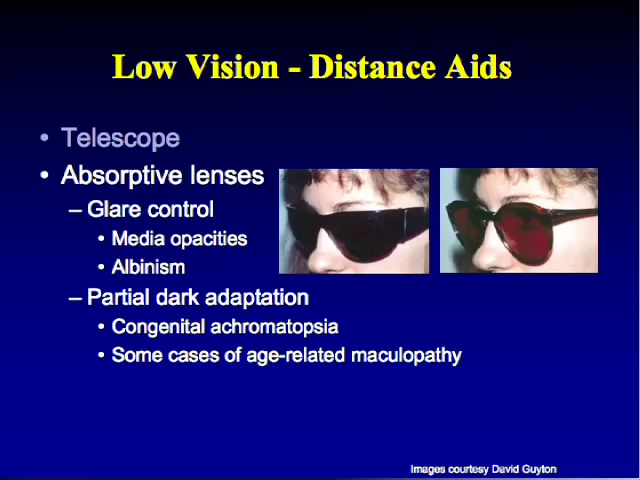 Low Vision - Distance Aids
• Telescope
• Absorptive lenses
– Glare control
• Media opacities
• Albinism
– Partial dark adaptation
• Congenital achromatopsia
• Some cases of age-related maculopathy
Images courtesy David Guyton